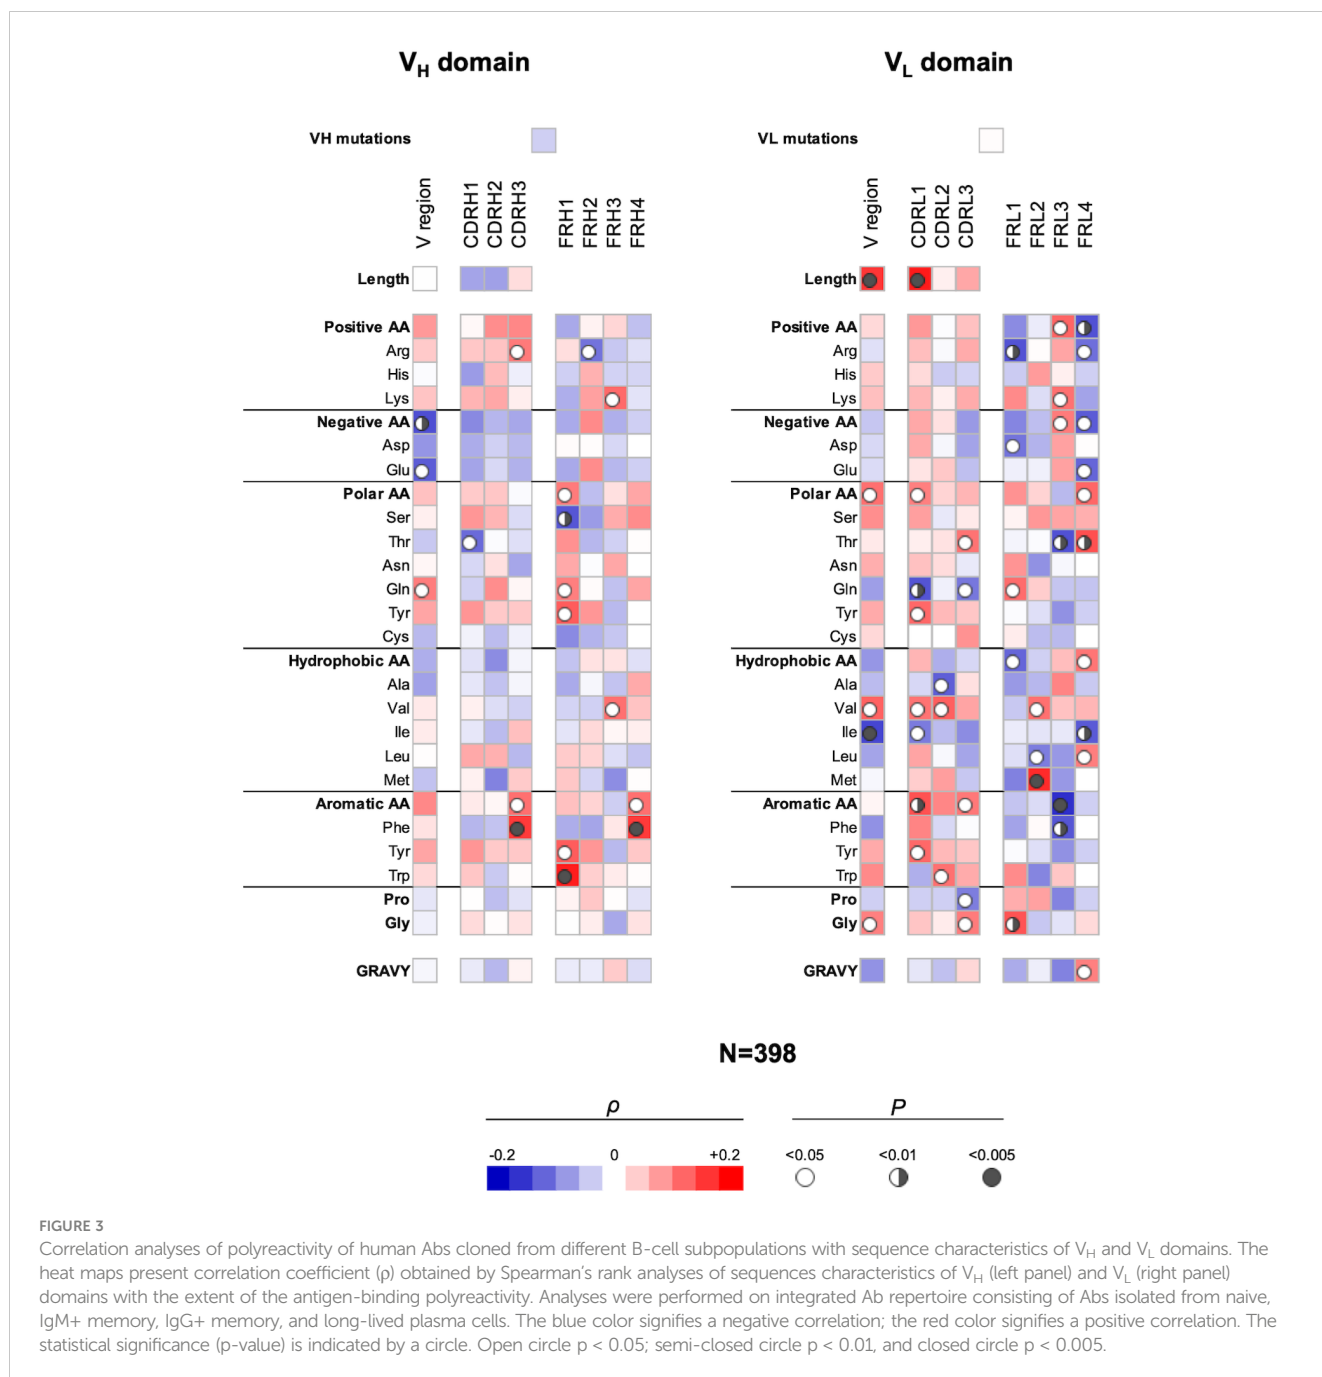 V_H domain
V_L domain
VH mutations
VL mutations
V region
CDRH1
CDRH2
CDRH3
FRH1
FRH2
FRH3
FRH4
V region
CDRL1
CDRL2
CDRL3
FRL1
FRL2
FRL3
FRL4
Length
Positive AA
Arg
His
Lys
Negative AA
Asp
Glu
Polar AA
Ser
Thr
Asn
Gln
Tyr
Cys
Hydrophobic AA
Ala
Val
Ile
Leu
Met
Aromatic AA
Phe
Tyr
Trp
Pro
Gly
GRAVY
Length
Positive AA
Arg
His
Lys
Negative AA
Asp
Glu
Polar AA
Ser
Thr
Asn
Gln
Tyr
Cys
Hydrophobic AA
Ala
Val
Ile
Leu
Met
Aromatic AA
Phe
Tyr
Trp
Pro
Gly
GRAVY
N=398
ρ
-0.2 0 +0.2
P
<0.05 <0.01 <0.005
FIGURE 3
Correlation analyses of polyreactivity of human Abs cloned from different B-cell subpopulations with sequence characteristics of V_H and V_L domains. The
heat maps present correlation coefficient (ρ) obtained by Spearman's rank analyses of sequences characteristics of V_H (left panel) and V_L (right panel)
domains with the extent of the antigen-binding polyreactivity. Analyses were performed on integrated Ab repertoire consisting of Abs isolated from naive,
IgM+ memory, IgG+ memory, and long-lived plasma cells. The blue color signifies a negative correlation; the red color signifies a positive correlation. The
statistical significance (p-value) is indicated by a circle. Open circle p < 0.05; semi-closed circle p < 0.01, and closed circle p < 0.005.